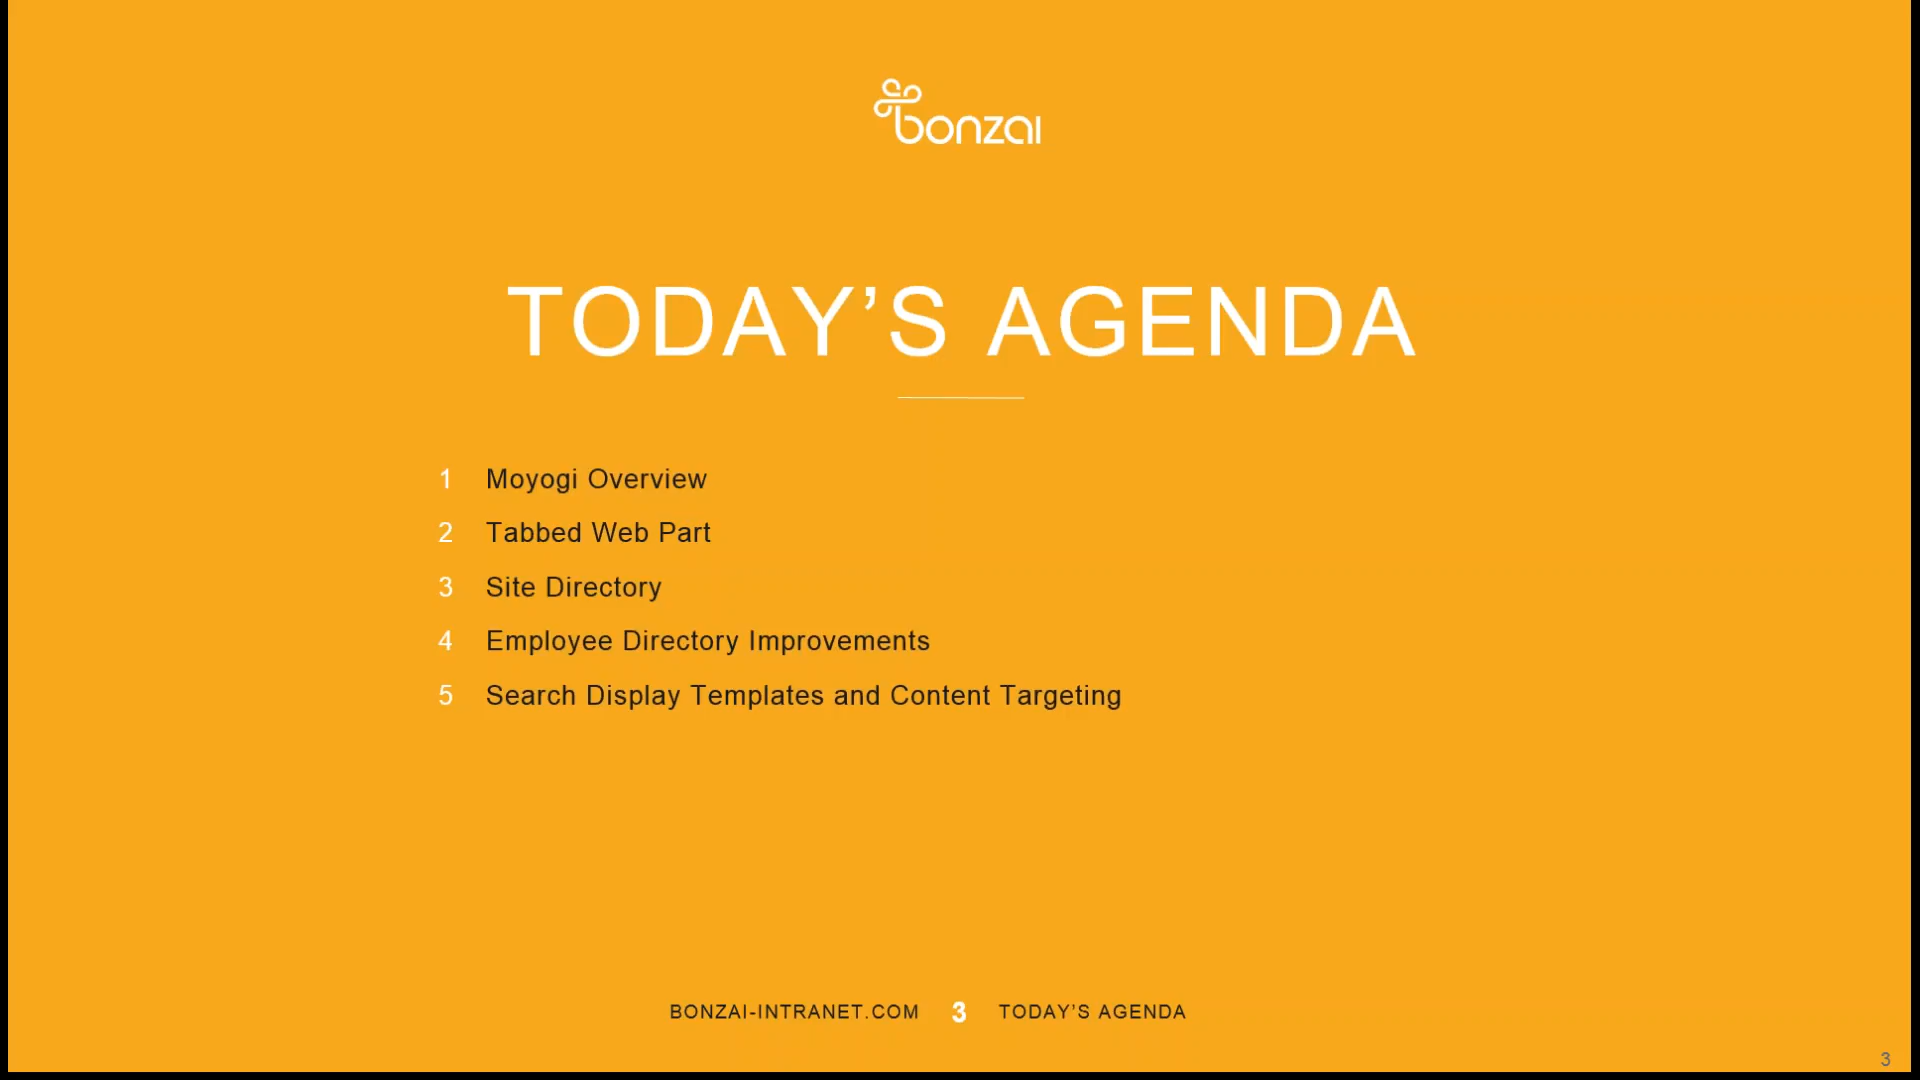 bonzai
TODAY’S AGENDA
1 Moyogi Overview
2 Tabbed Web Part
3 Site Directory
4 Employee Directory Improvements
5 Search Display Templates and Content Targeting
BONZAI-INTRANET.COM 3 TODAY’S AGENDA
3